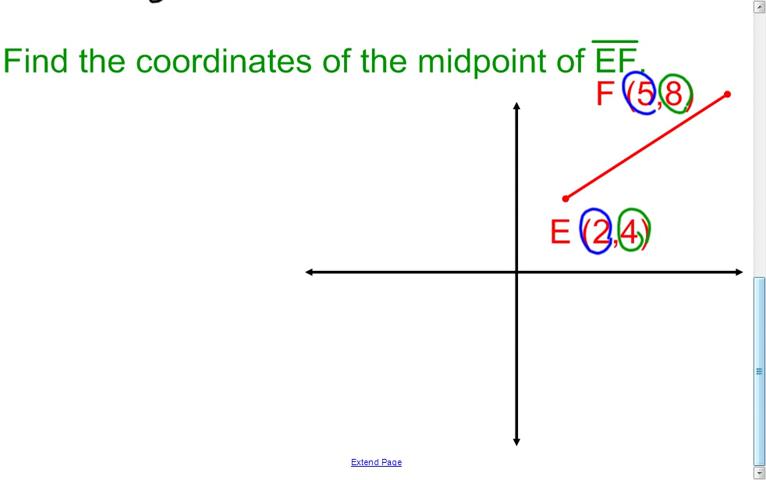 Find the coordinates of the midpoint of EF.
F (5,8)
E (2,4)
Extend Page